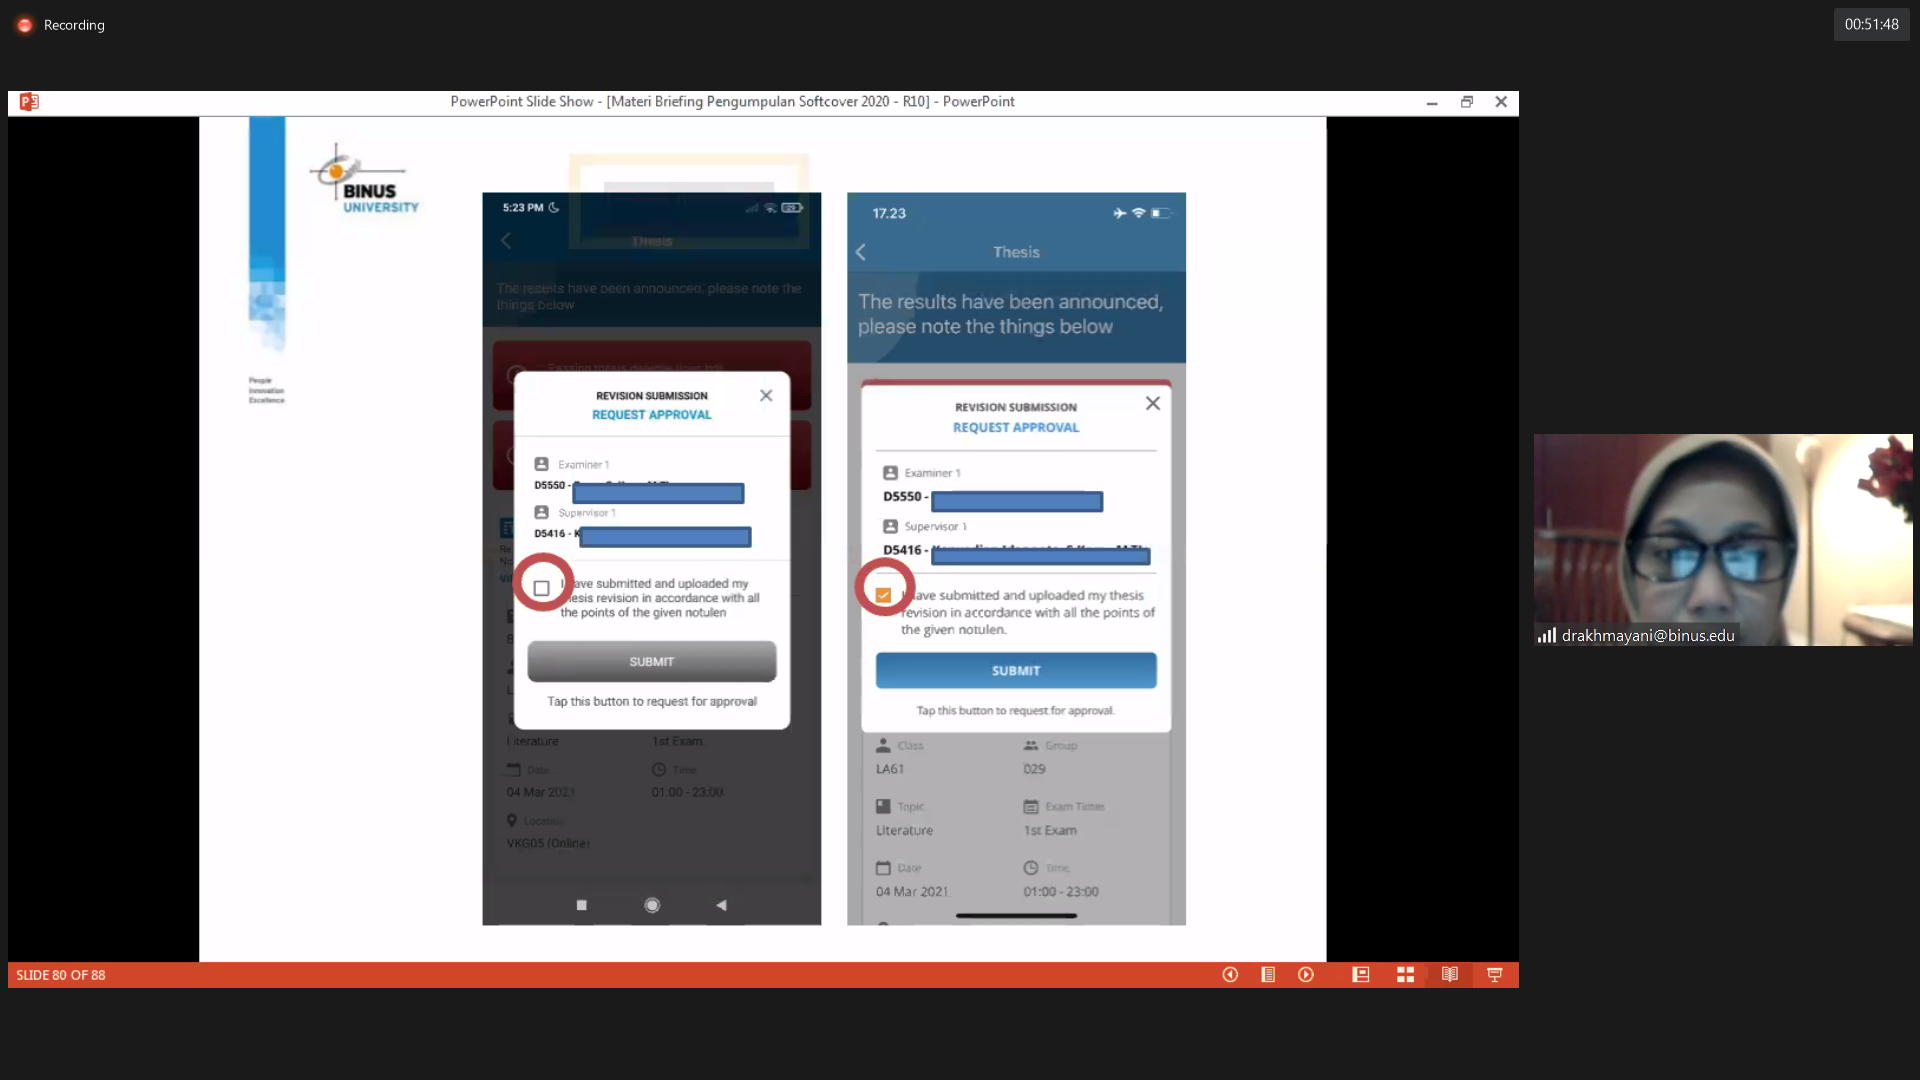 Recording
00:51:48
PowerPoint Slide Show - [Materi Briefing Pengumpulan Softcover 2020 - R10] - PowerPoint
BINUS
UNIVERSITY
People
Innovation
Excellence
5:23 PM
Thesis
The results have been announced, please note the
things below
REVISION SUBMISSION
REQUEST APPROVAL
Examiner 1
D5550 -
Supervisor 1
D5416 - K
have submitted and uploaded my
thesis revision in accordance with all
the points of the given notulen
SUBMIT
Tap this button to request for approval
Literature
1st Exam
Date
Time
04 Mar 2021
01:00 - 23:00
Location
VKG05 (Online)
17.23
Thesis
The results have been announced,
please note the things below
REVISION SUBMISSION
REQUEST APPROVAL
Examiner 1
D5550 -
Supervisor 1
D5416 -
I have submitted and uploaded my thesis
revision in accordance with all the points of
the given notulen.
SUBMIT
Tap this button to request for approval.
Class
Group
LA61
029
Topic
Exam Times
Literature
1st Exam
Date
Time
04 Mar 2021
01:00 - 23:00
drakhmayani@binus.edu
SLIDE 80 OF 88